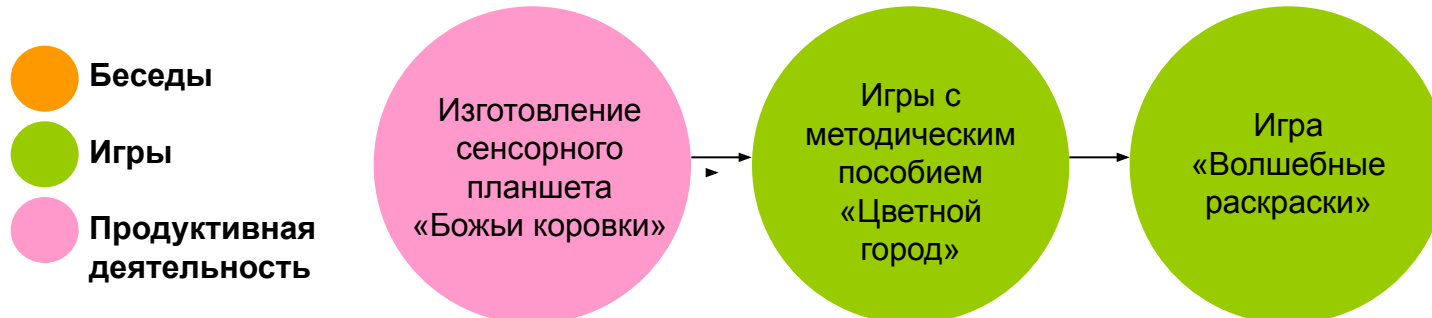 Беседы
Игры
Продуктивная
деятельность
Изготовление
сенсорного
планшета
«Божьи коровки»
Игры с
методическим
пособием
«Цветной
город»
Игра
«Волшебные
раскраски»